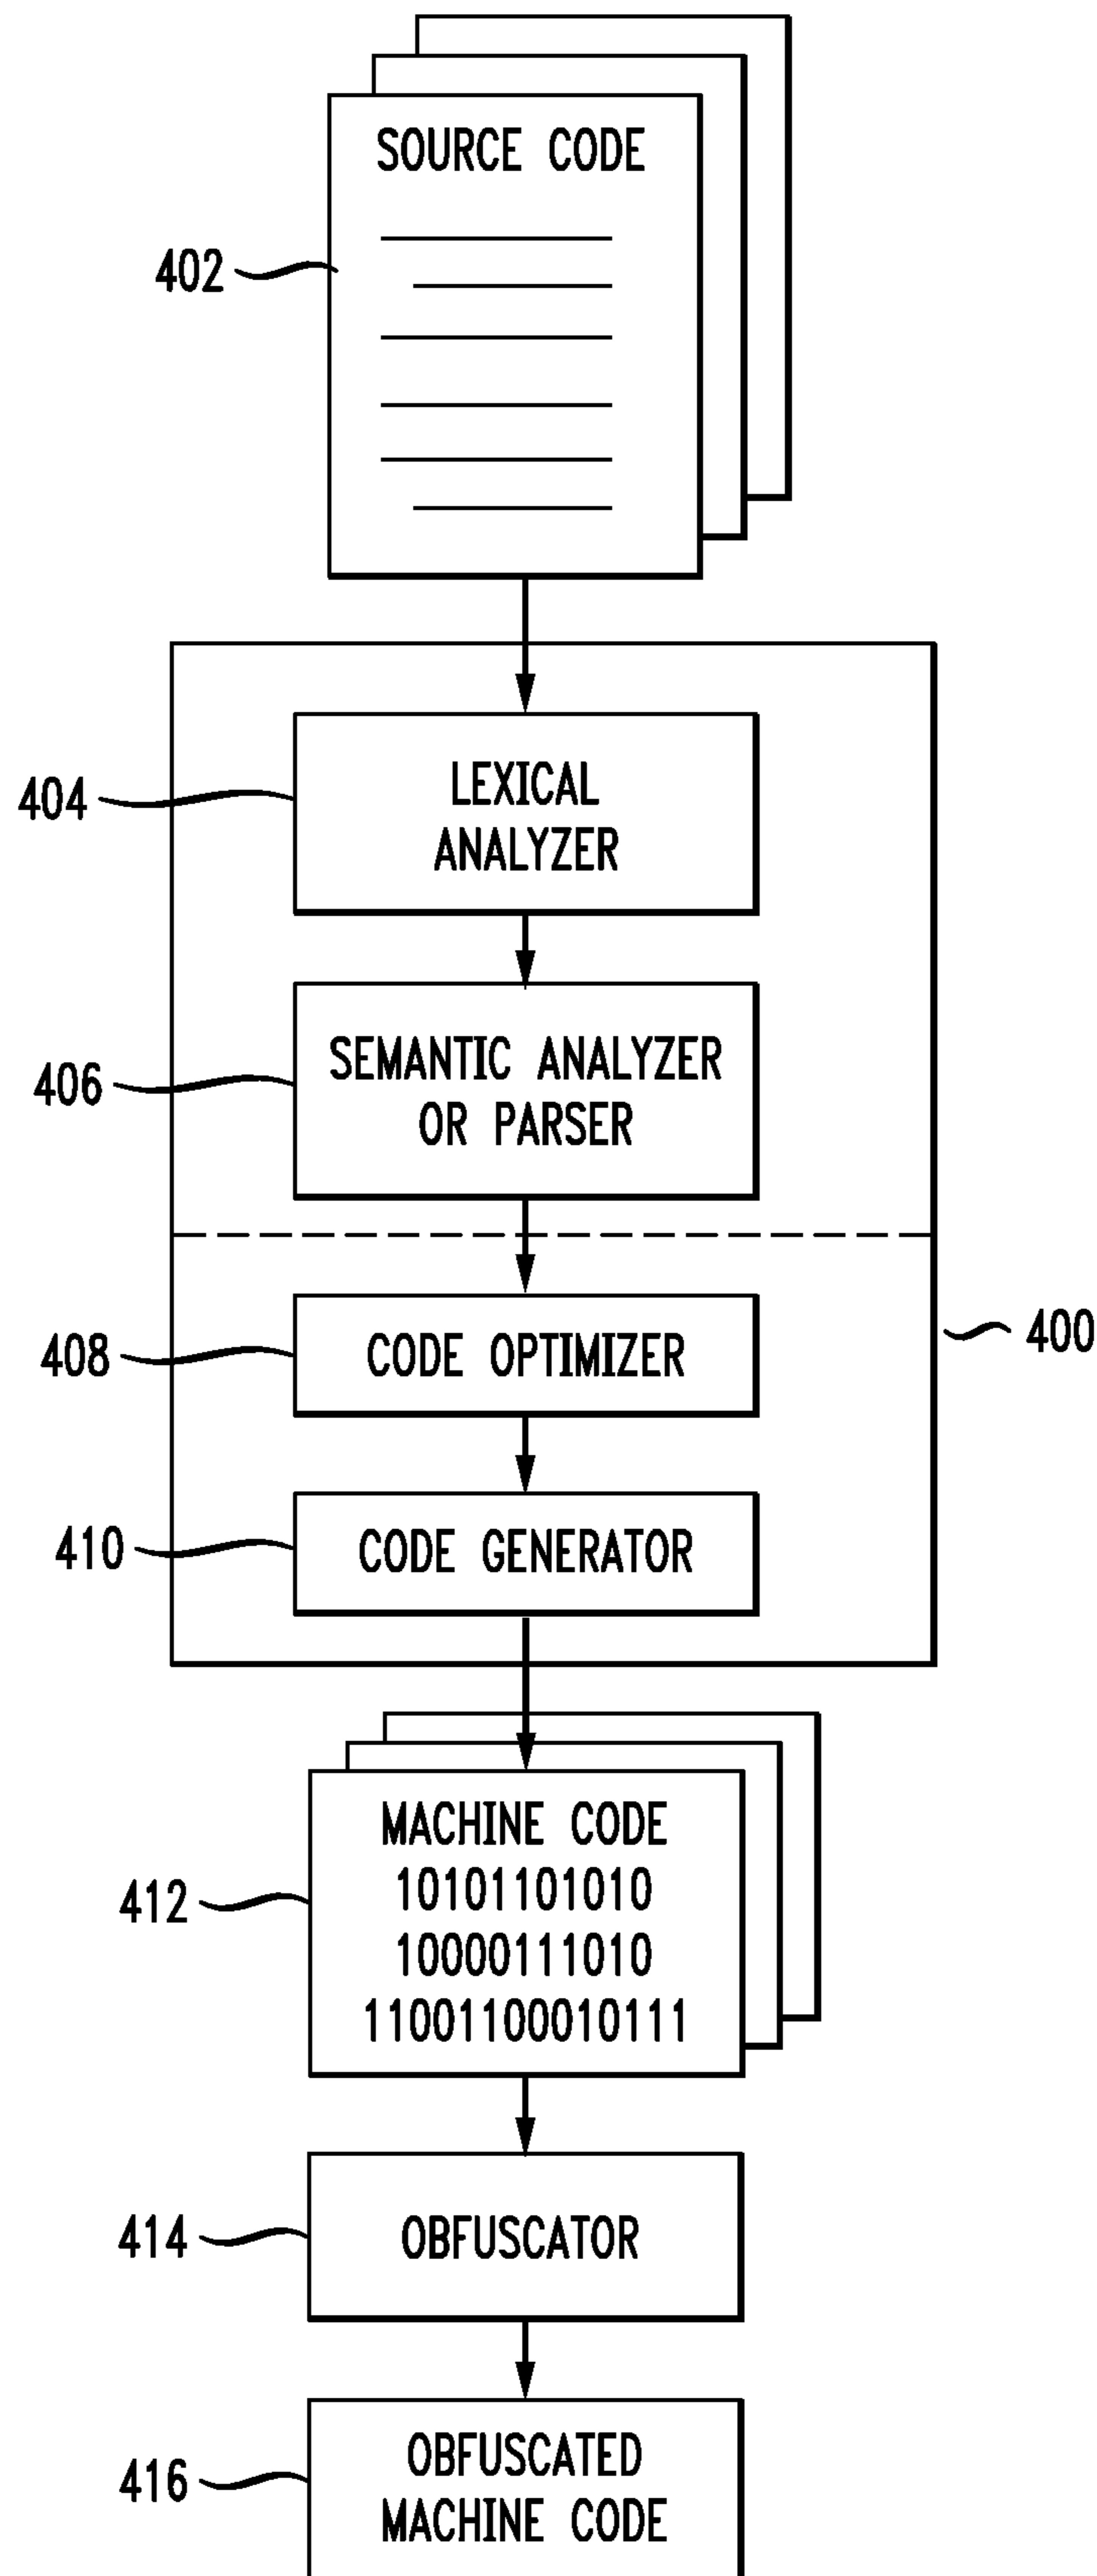 SOURCE CODE
402
404
LEXICAL
ANALYZER
406
SEMANTIC ANALYZER
OR PARSER
400
408
CODE OPTIMIZER
410
CODE GENERATOR
412
MACHINE CODE
10101101010
10000111010
11001100010111
414
OBFUSCATOR
416
OBFUSCATED
MACHINE CODE